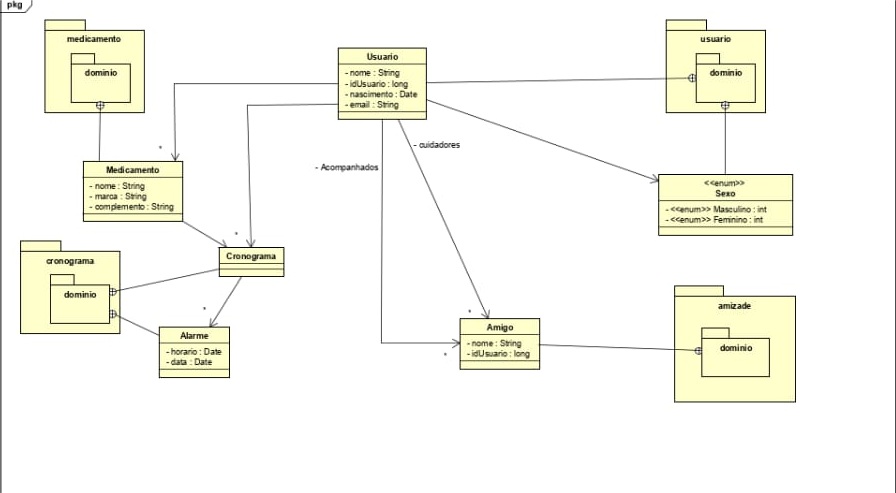 pkg
medicamento
dominio
Usuario
- nome : String
- idUsuario : long
- nascimento : Date
- email : String
usuario
dominio
- cuidadores
- Acompanhados
*
Medicamento
- nome : String
- marca : String
- complemento : String
<<enum>>
Sexo
- <<enum>> Masculino : int
- <<enum>> Feminino : int
*
Cronograma
cronograma
dominio
*
Alarme
- horario : Date
- data : Date
*
Amigo
- nome : String
- idUsuario : long
*
amizade
dominio